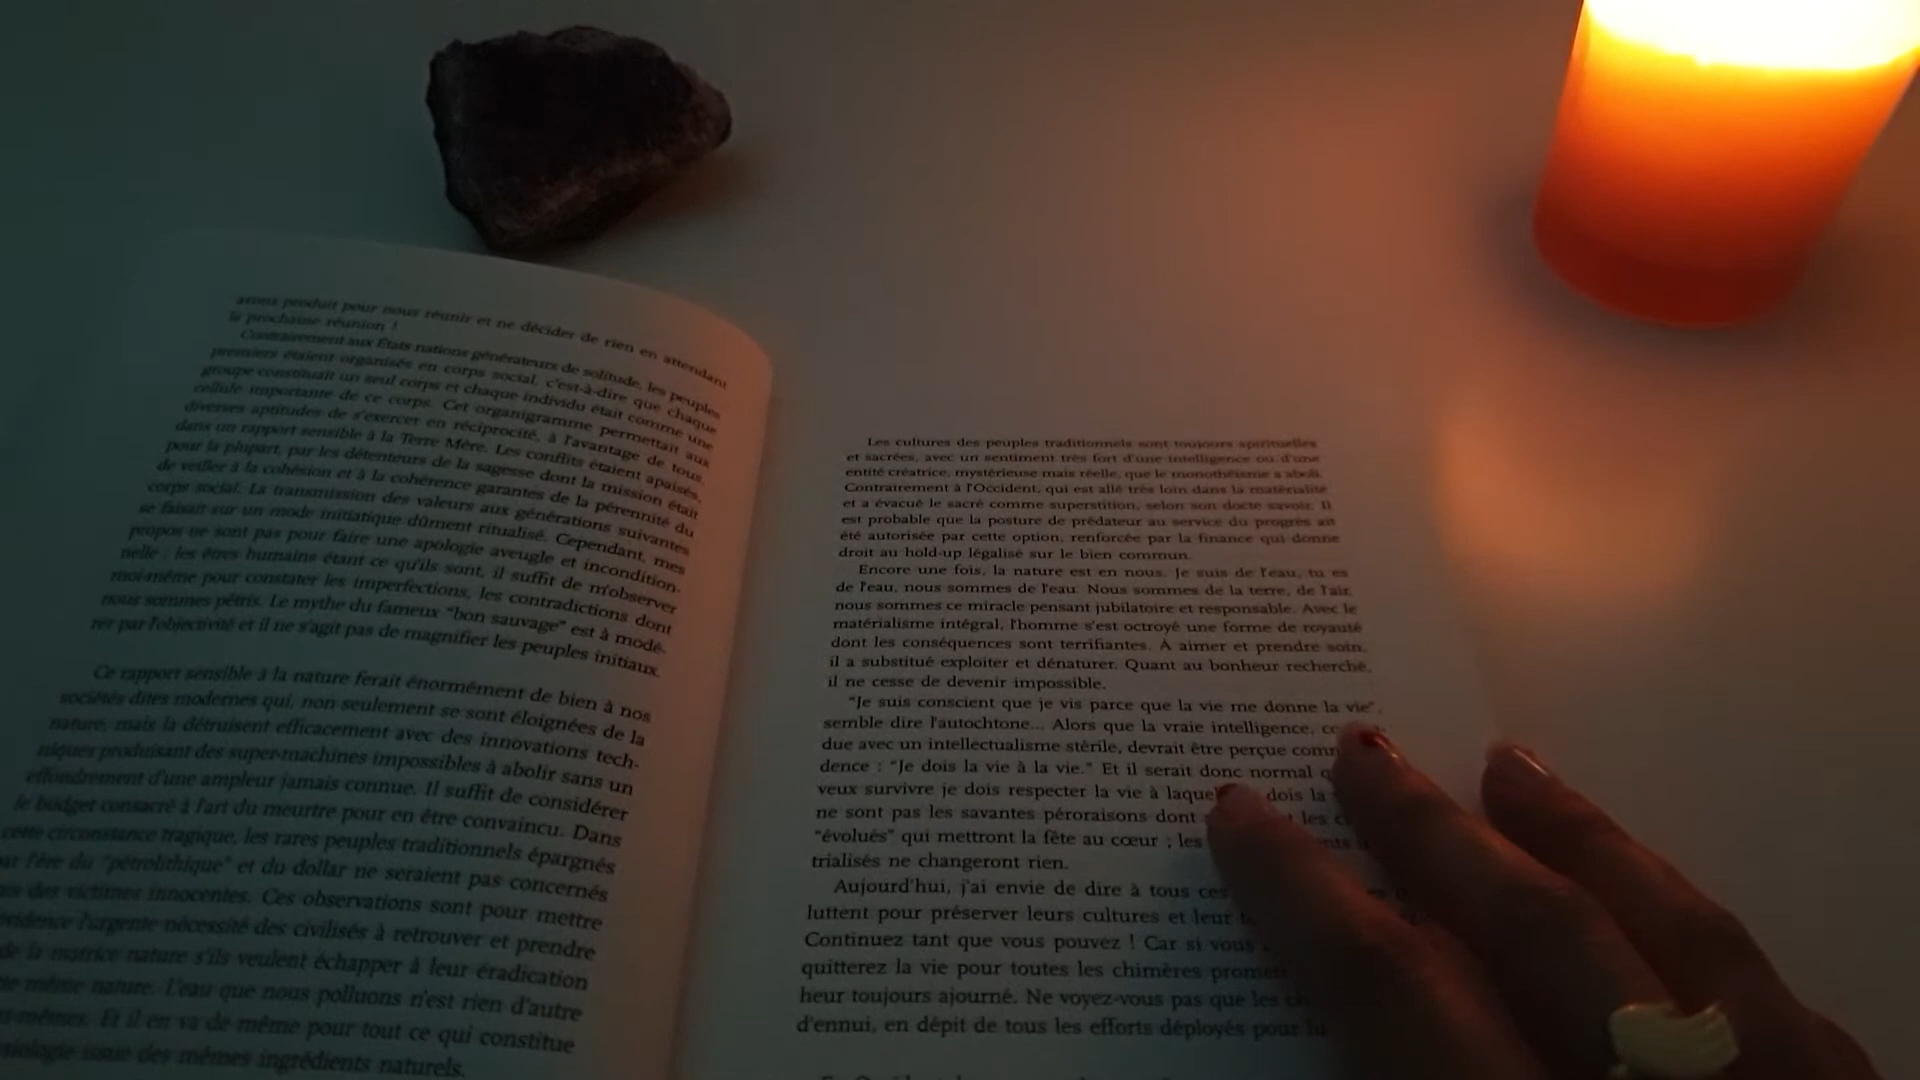 avons produit pour nous réunir et ne décider de rien en attendant
la prochaine réunion !
Contrairement aux États nations générateurs de solitude, les peuples
premiers étaient organisés en corps social, c'est-à-dire que chaque
groupe constituait un seul corps et chaque individu était comme une
cellule importante de ce corps. Cet organigramme permettait aux
diverses aptitudes de s'exercer en réciprocité, à l'avantage de tous,
dans un rapport sensible à la Terre Mère. Les conflits étaient apaisés,
pour la plupart, par les détenteurs de la sagesse dont la mission était
de veiller à la cohésion et à la cohérence garantes de la pérennité du
corps social. La transmission des valeurs aux générations suivantes
se faisait sur un mode initiatique dûment ritualisé. Cependant, mes
propos ne sont pas pour faire une apologie aveugle et incondition-
nelle : les êtres humains étant ce qu'ils sont, il suffit de m'observer
moi-même pour constater les imperfections, les contradictions dont
nous sommes pétris. Le mythe du fameux "bon sauvage" est à modé-
rer par l'objectivité et il ne s'agit pas de magnifier les peuples initiaux.
Ce rapport sensible à la nature ferait énormément de bien à nos
sociétés dites modernes qui, non seulement se sont éloignées de la
nature, mais la détruisent efficacement avec des innovations tech-
niques produisant des super-machines impossibles à abolir sans un
effondrement d'une ampleur jamais connue. Il suffit de considérer
le budget consacré à l'art du meurtre pour en être convaincu. Dans
cette circonstance tragique, les rares peuples traditionnels épargnés
par l'ère du "pétrolithique" et du dollar ne seraient pas concernés
des victimes innocentes. Ces observations sont pour mettre
évidence l'urgente nécessité des civilisés à retrouver et prendre
de la matrice nature s'ils veulent échapper à leur éradication
même nature. L'eau que nous polluons n'est rien d'autre
Et il en va de même pour tout ce qui constitue
issue des mêmes ingrédients naturels.
Les cultures des peuples traditionnels sont toujours spirituelles
et sacrées, avec un sentiment très fort d'une intelligence ou d'une
entité créatrice, mystérieuse mais réelle, que le monothéisme a aboli.
Contrairement à l'Occident, qui est allé très loin dans la matérialité
et a évacué le sacré comme superstition, selon son docte savoir. Il
est probable que la posture de prédateur au service du progrès ait
été autorisée par cette option, renforcée par la finance qui donne
droit au hold-up légalisé sur le bien commun.
Encore une fois, la nature est en nous. Je suis de l'eau, tu es
de l'eau, nous sommes de l'eau. Nous sommes de la terre, de l'air,
nous sommes ce miracle pensant jubilatoire et responsable. Avec le
matérialisme intégral, l'homme s'est octroyé une forme de royauté
dont les conséquences sont terrifiantes. À aimer et prendre soin,
il a substitué exploiter et dénaturer. Quant au bonheur recherché,
il ne cesse de devenir impossible.
"Je suis conscient que je vis parce que la vie me donne la vie",
semble dire l'autochtone... Alors que la vraie intelligence,
due avec un intellectualisme stérile, devrait être perçue
dence : "Je dois la vie à la vie." Et il serait donc normal
veux survivre je dois respecter la vie à dois la
ne sont pas les savantes péroraisons dont les
"évolués" qui mettront la fête au cœur ; les
trialisés ne changeront rien.
Aujourd'hui, j'ai envie de dire à tous ces
luttent pour préserver leurs cultures et leur
Continuez tant que vous pouvez ! Car si vous
quitterez la vie pour toutes les chimères
heur toujours ajourné. Ne voyez-vous pas que les
d'ennui, en dépit de tous les efforts déployés pour